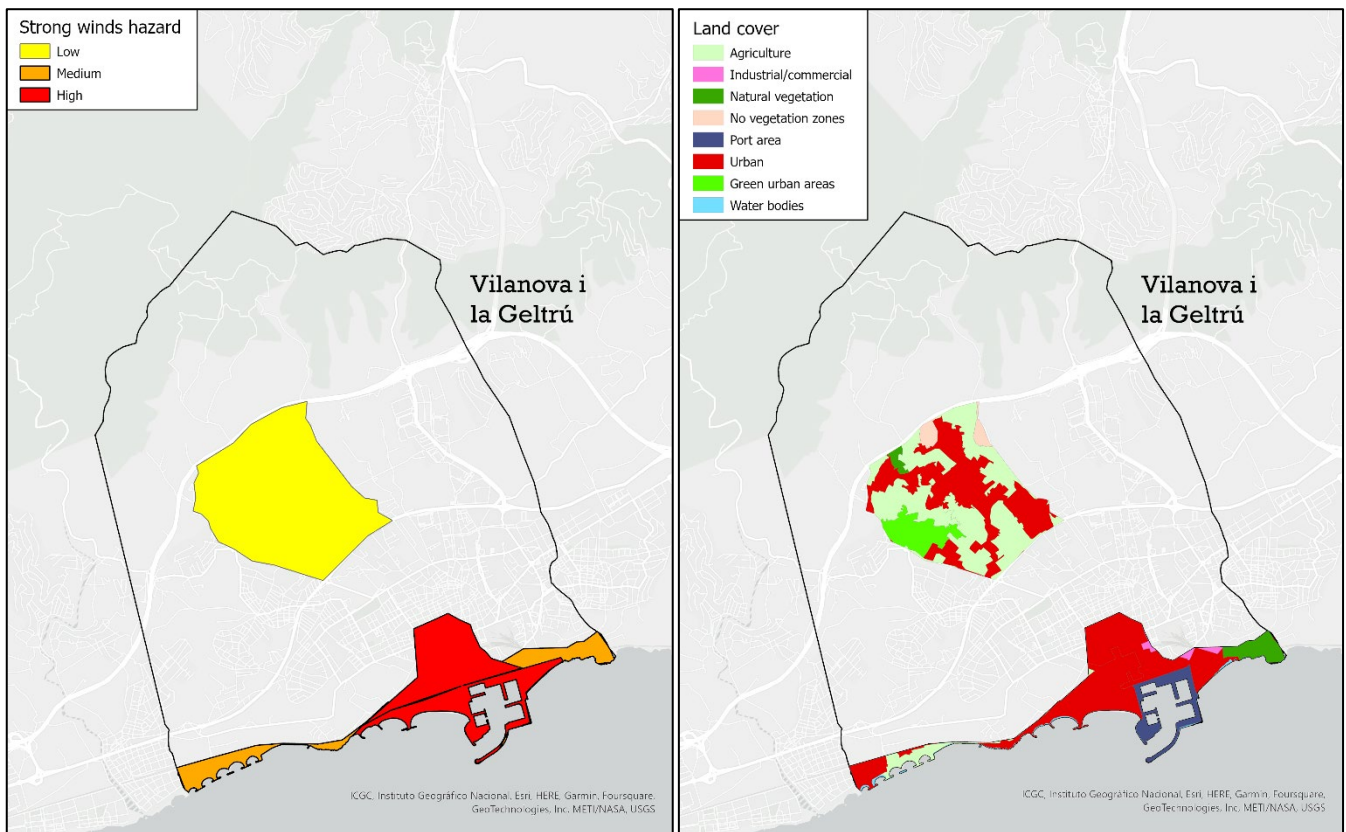 Strong winds hazard
Low
Medium
High
Vilanova i
la Geltrú
ICGC, Instituto Geográfico Nacional, Esri, HERE, Garmin, Foursquare,
GeoTechnologies, Inc, METI/NASA, USGS
Land cover
Agriculture
Industrial/commercial
Natural vegetation
No vegetation zones
Port area
Urban
Green urban areas
Water bodies
Vilanova i
la Geltrú
ICGC, Instituto Geográfico Nacional, Esri, HERE, Garmin, Foursquare,
GeoTechnologies, Inc, METI/NASA, USGS